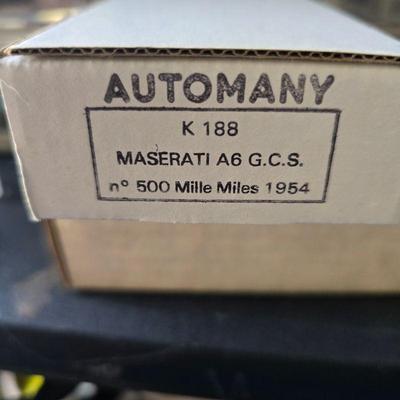 AUTOMANY
K 188
MASERATI A6 G.C.S.
n° 500 Mille Miles 1954